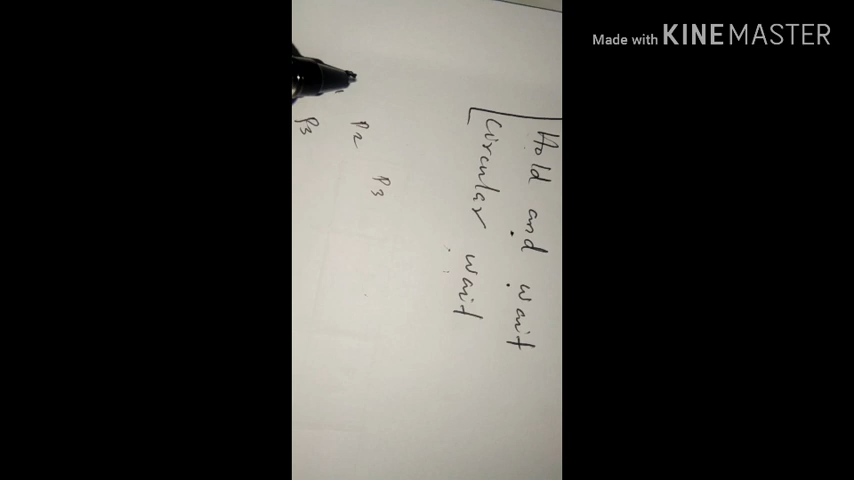 Made with KINEMASTER
Hold and wait
Circular wait
P3
P2
P3